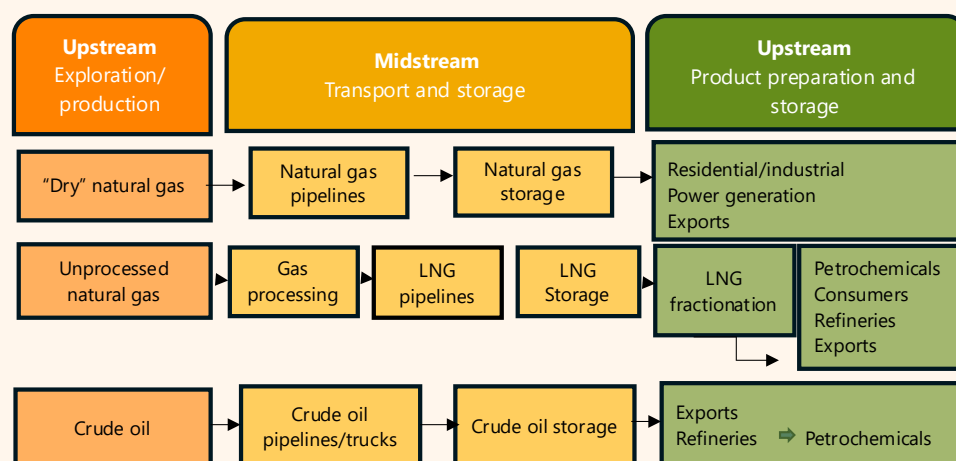 Upstream
Exploration/
production
Midstream
Transport and storage
Upstream
Product preparation and
storage
“Dry” natural gas
Natural gas
pipelines
Natural gas
storage
Residential/industrial
Power generation
Exports
Unprocessed
natural gas
Gas
processing
LNG
pipelines
LNG
Storage
LNG
fractionation
Petrochemicals
Consumers
Refineries
Exports
Crude oil
Crude oil
pipelines/trucks
Crude oil storage
Exports
Refineries
Petrochemicals